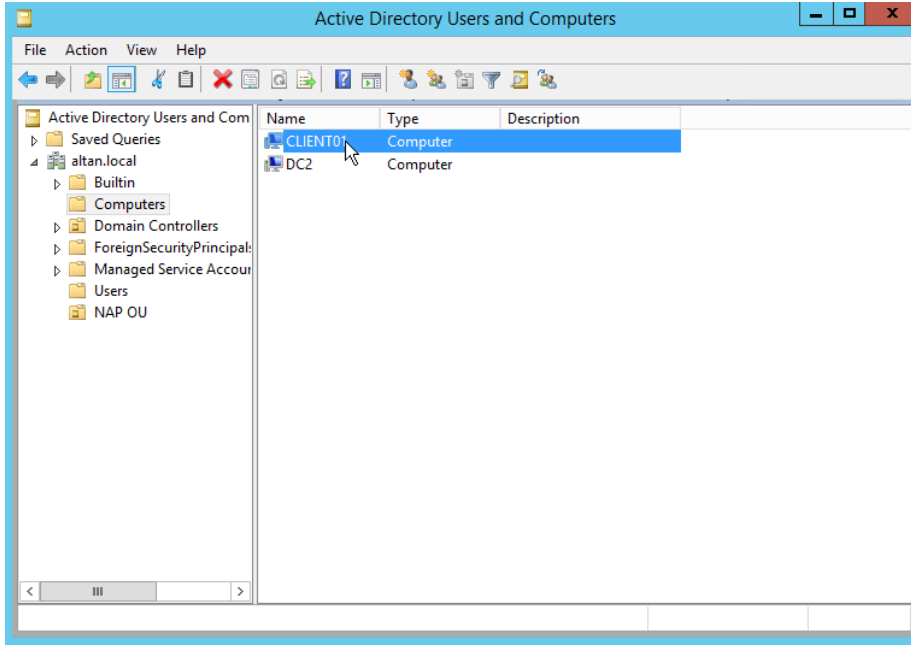 Active Directory Users and Computers
x
File Action View Help
Active Directory Users and Com
Saved Queries
altan.local
Builtin
Computers
Domain Controllers
ForeignSecurityPrincipals
Managed Service Accour
Users
NAP OU
Name Type Description
CLIENT01 Computer
DC2 Computer